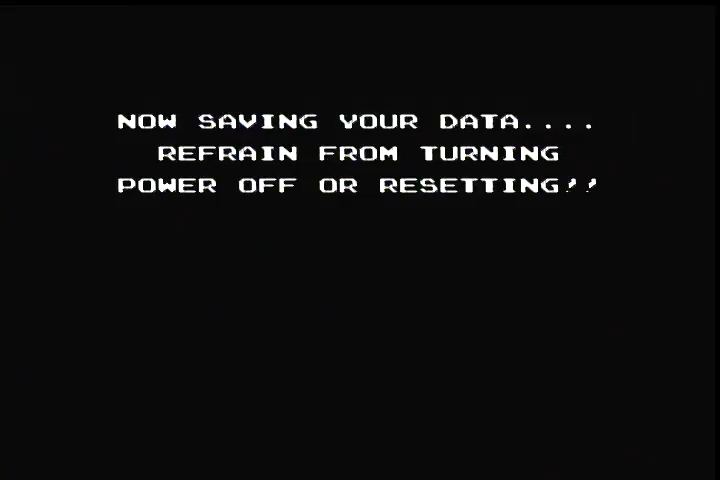 NOW SAVING YOUR DATA....
REFRAIN FROM TURNING
POWER OFF OR RESETTING!!